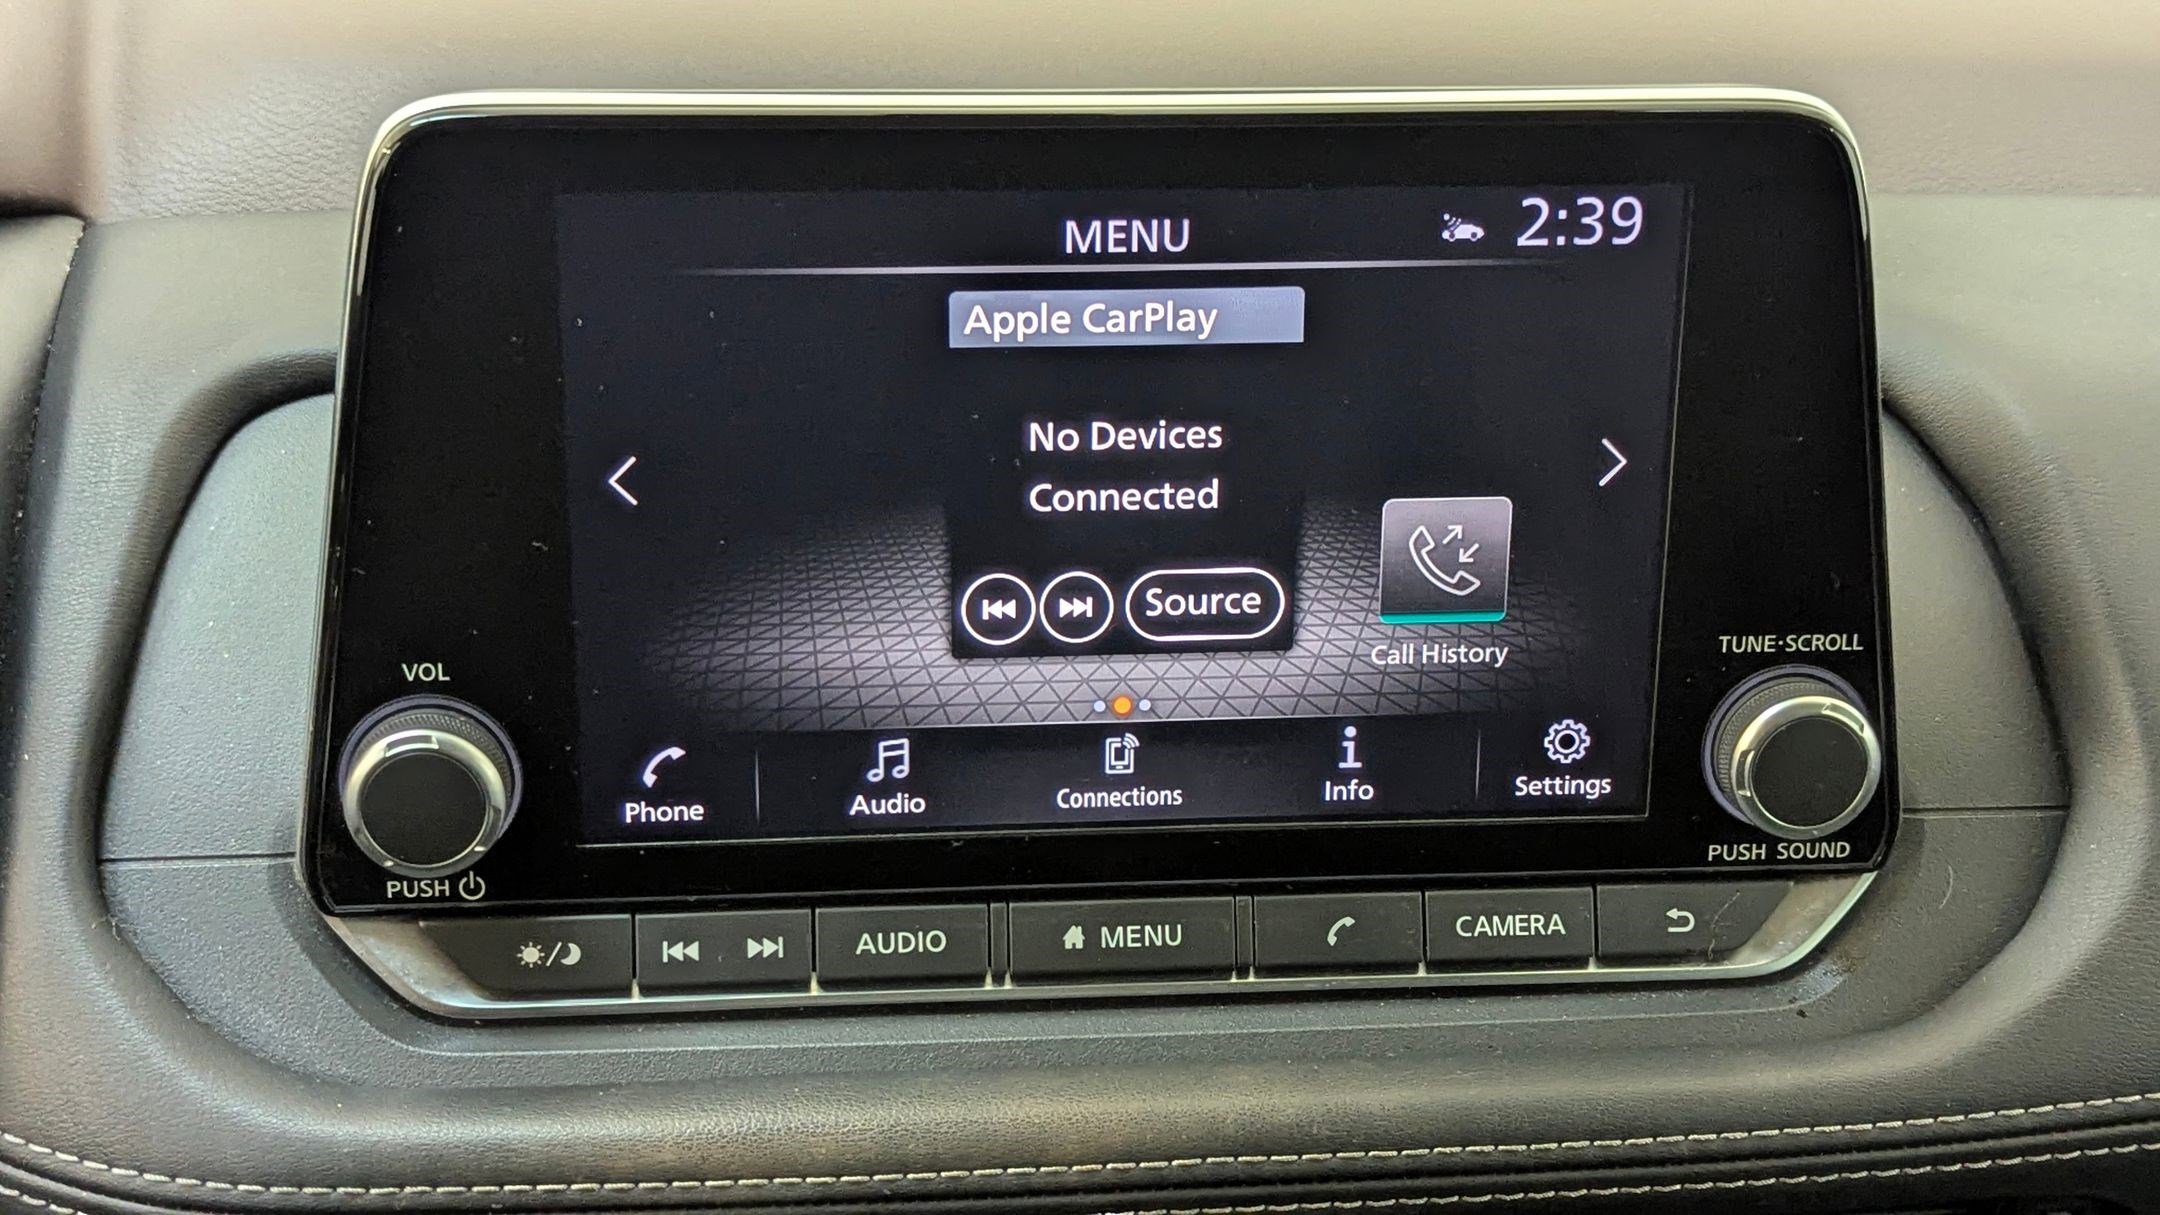 MENU
2:39
Apple CarPlay
No Devices
Connected
Source
Call History
VOL
TUNE·SCROLL
Phone
Audio
Connections
Info
Settings
PUSH
PUSH SOUND
AUDIO
MENU
CAMERA